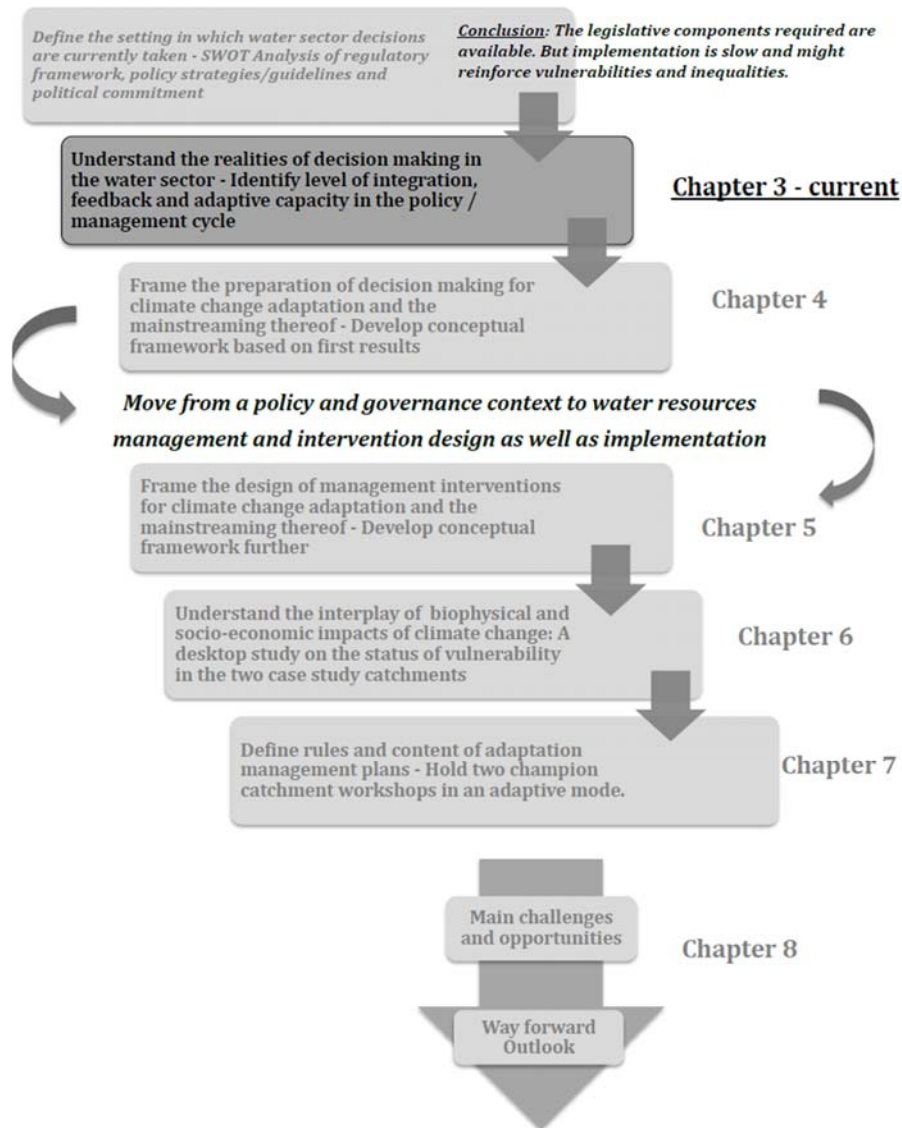 Define the setting in which water sector decisions
are currently taken - SWOT Analysis of regulatory
framework, policy strategies/guidelines and
political commitment
Conclusion: The legislative components required are
available. But implementation is slow and might
reinforce vulnerabilities and inequalities.
Understand the realities of decision making in
the water sector - Identify level of integration,
feedback and adaptive capacity in the policy /
management cycle
Chapter 3 - current
Frame the preparation of decision making for
climate change adaptation and the
mainstreaming thereof - Develop conceptual
framework based on first results
Chapter 4
Move from a policy and governance context to water resources
management and intervention design as well as implementation
Frame the design of management interventions
for climate change adaptation and the
mainstreaming thereof - Develop conceptual
framework further
Chapter 5
Understand the interplay of biophysical and
socio-economic impacts of climate change: A
desktop study on the status of vulnerability
in the two case study catchments
Chapter 6
Define rules and content of adaptation
management plans - Hold two champion
catchment workshops in an adaptive mode.
Chapter 7
Main challenges
and opportunities
Chapter 8
Way forward
Outlook